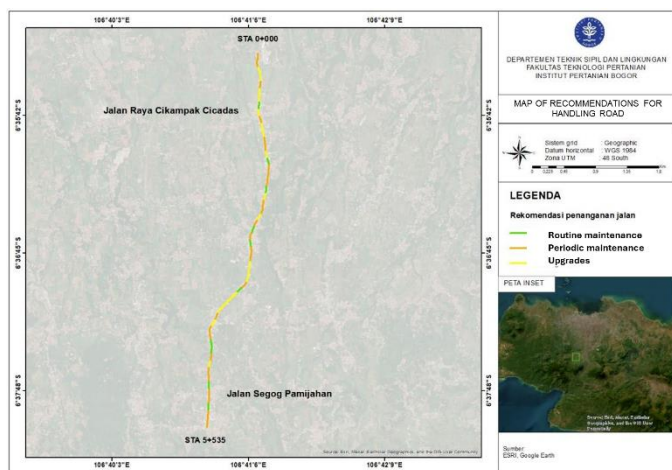 106°40'3"E
106°41'6"E
106°42'9"E
STA 0+000
Jalan Raya Cikampak Cicadas
6°35'42"S
6°35'42"S
6°36'45"S
6°36'45"S
6°37'48"S
6°37'48"S
Jalan Segog Pamijahan
STA 5+535
106°40'3"E
106°41'6"E
106°42'9"E
DEPARTEMEN TEKNIK SIPIL DAN LINGKUNGAN
FAKULTAS TEKNOLOGI PERTANIAN
INSTITUT PERTANIAN BOGOR
MAP OF RECOMMENDATIONS FOR
HANDLING ROAD
Sistem grid : Geographic
Datum horizontal : WGS 1984
Zona UTM : 48 South
LEGENDA
Rekomendasi penanganan jalan
Routine maintenance
Periodic maintenance
Upgrades
PETA INSET
Sumber:
ESRI, Google Earth